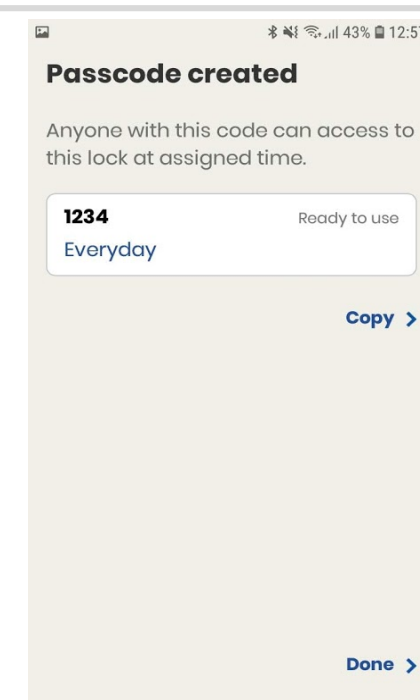 43% 12:57
Passcode created
Anyone with this code can access to
this lock at assigned time.
1234 Ready to use
Everyday
Copy
Done